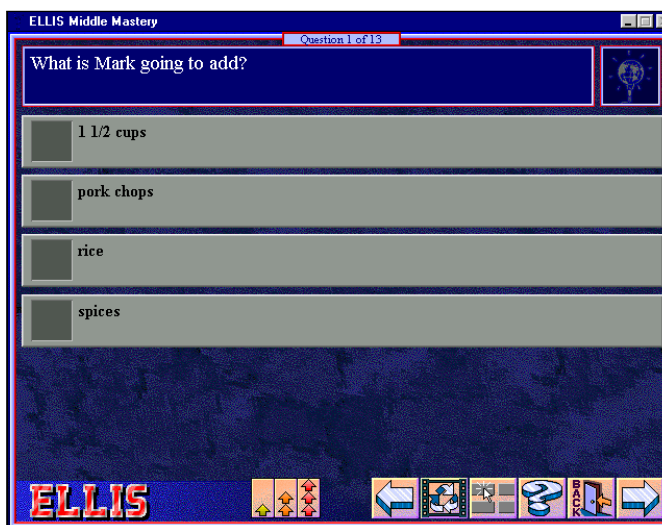 ELLIS Middle Mastery
Question 1 of 13
What is Mark going to add?
1 1/2 cups
pork chops
rice
spices
ELLIS
BACK